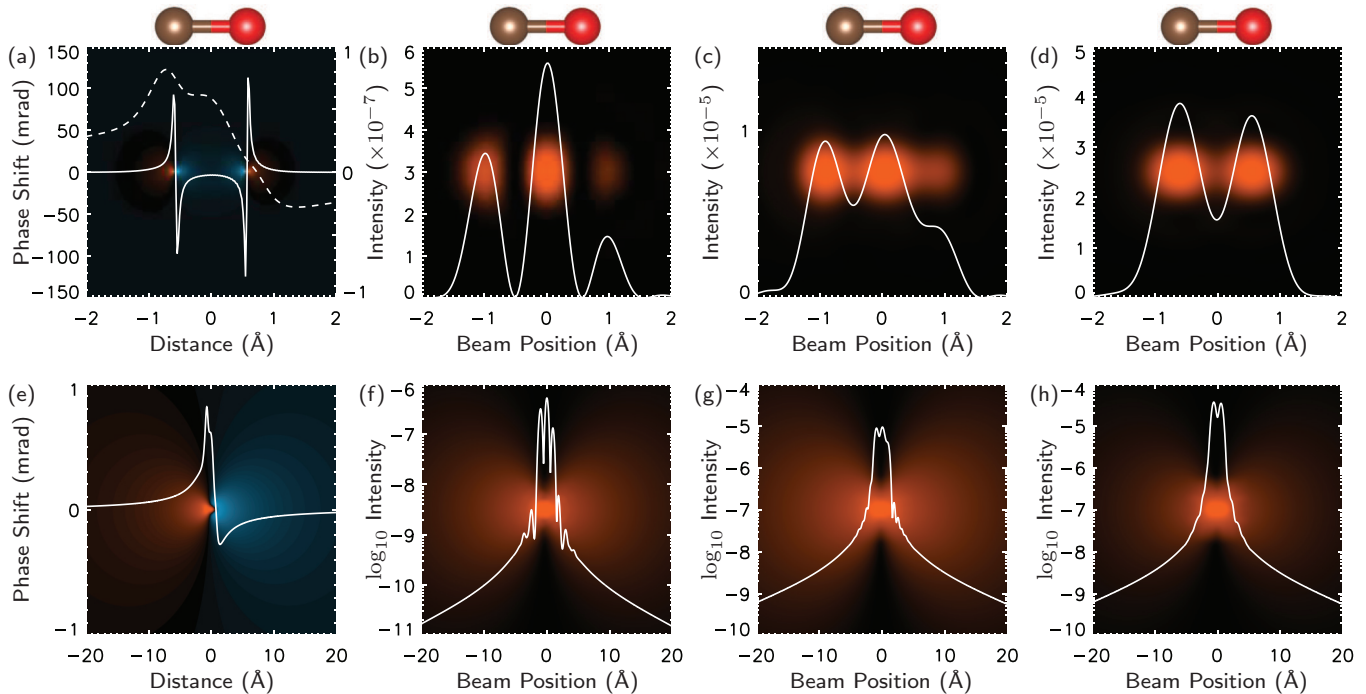 (a)
Phase Shift (mrad)
150
100
50
0
−50
−100
−150
1
0
−1
−2 −1 0 1 2
Distance (Å)
(b)
Intensity (×10−7)
6
5
4
3
2
1
0
−2 −1 0 1 2
Beam Position (Å)
(c)
Intensity (×10−5)
1
0
−2 −1 0 1 2
Beam Position (Å)
(d)
Intensity (×10−5)
5
4
3
2
1
0
−2 −1 0 1 2
Beam Position (Å)
(e)
Phase Shift (mrad)
1
0
−1
−20 −10 0 10 20
Distance (Å)
(f)
log10 Intensity
−6
−7
−8
−9
−10
−11
−20 −10 0 10 20
Beam Position (Å)
(g)
log10 Intensity
−4
−5
−6
−7
−8
−9
−10
−20 −10 0 10 20
Beam Position (Å)
(h)
log10 Intensity
−4
−5
−6
−7
−8
−9
−10
−20 −10 0 10 20
Beam Position (Å)